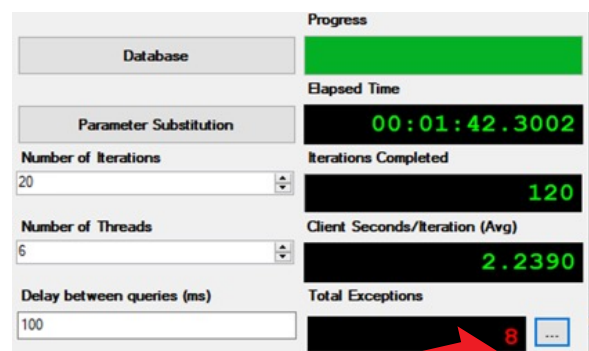 Progress
Database
Elapsed Time
Parameter Substitution
00:01:42.3002
Number of Iterations
Iterations Completed
20
120
Number of Threads
Client Seconds/Iteration (Avg)
6
2.2390
Delay between queries (ms)
Total Exceptions
100
8
...